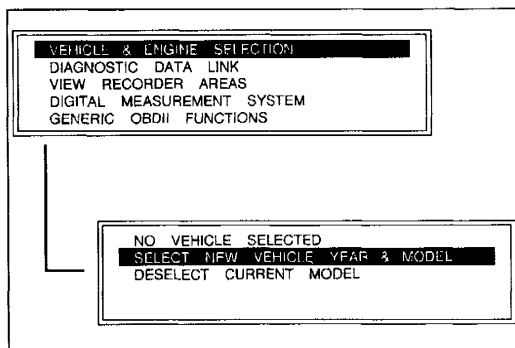 VEHICLE & ENGINE SELECTION
DIAGNOSTIC DATA LINK
VIEW RECORDER AREAS
DIGITAL MEASUREMENT SYSTEM
GENERIC OBDII FUNCTIONS
NO VEHICLE SELECTED
SELECT NEW VEHICLE YEAR & MODEL
DESELECT CURRENT MODEL